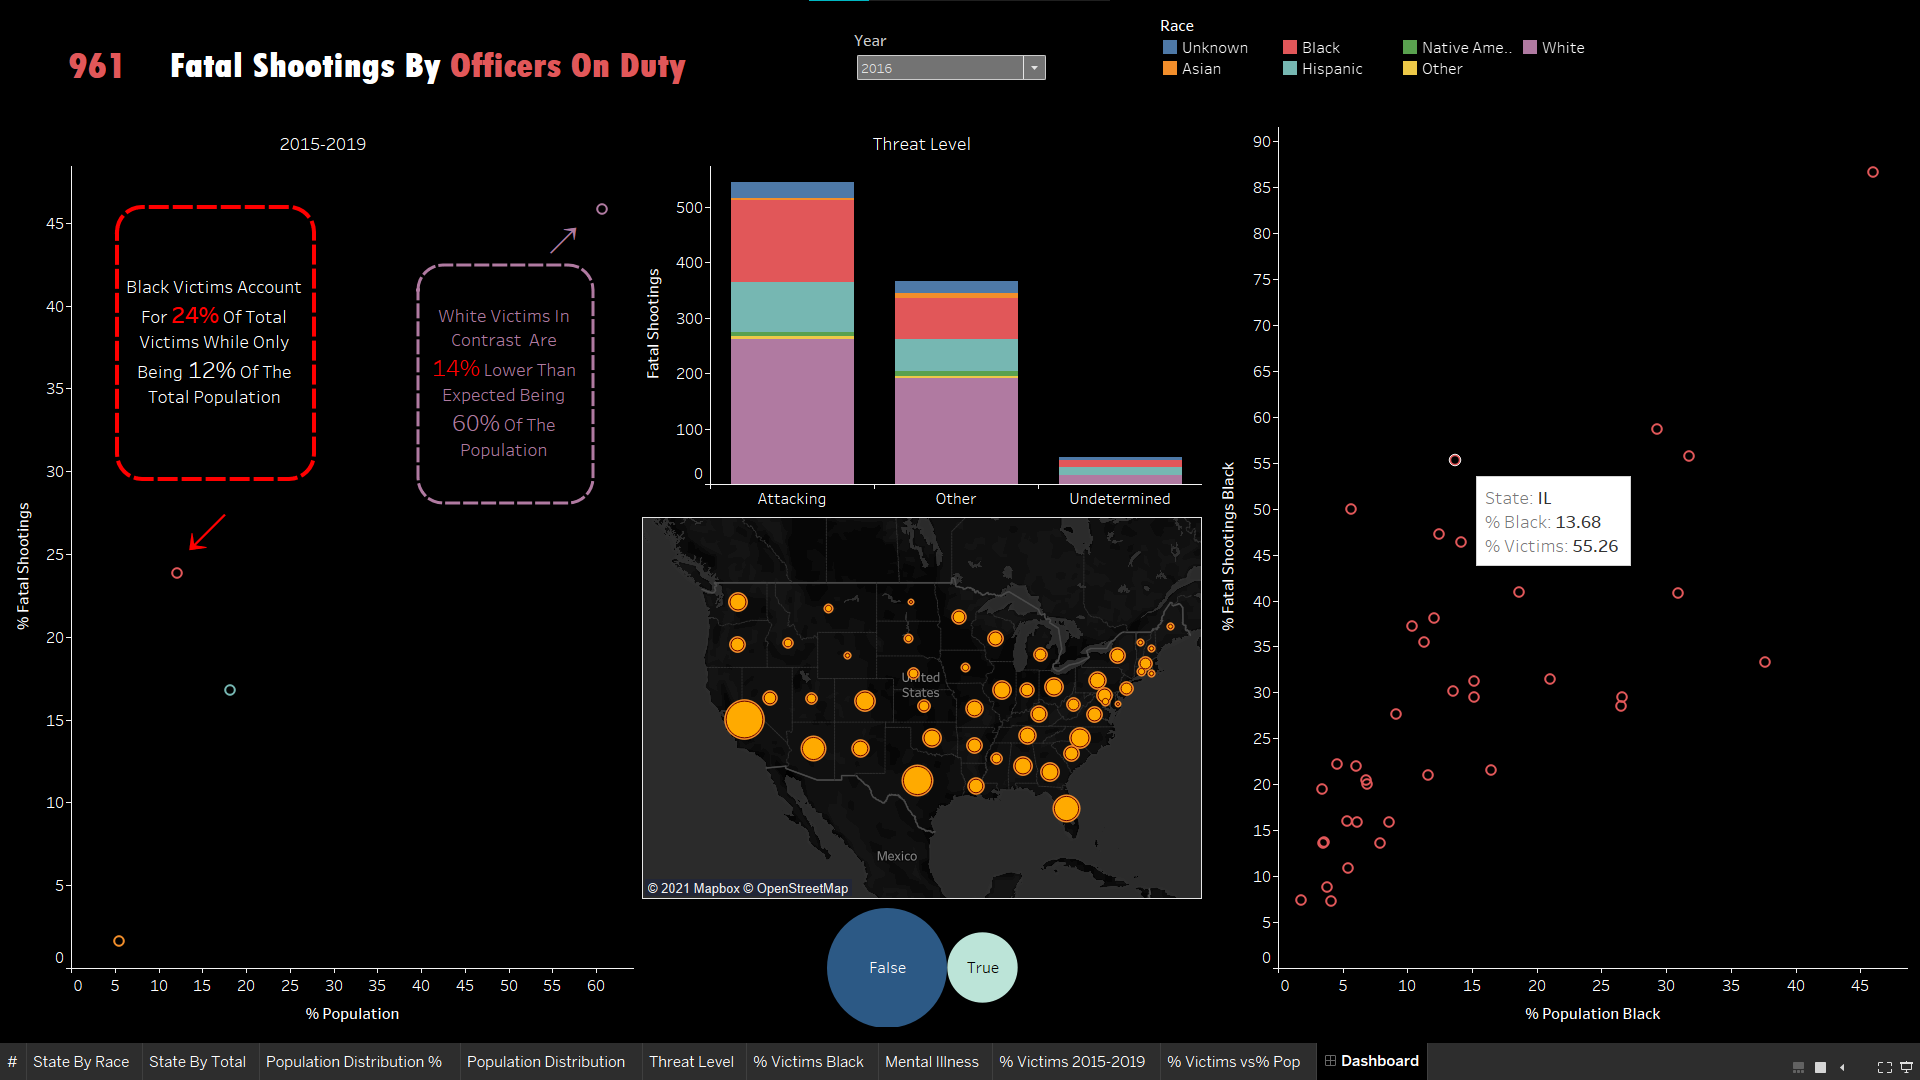 961 Fatal Shootings By Officers On Duty
Year
2016
Race
Unknown Black Native Ame.. White
Asian Hispanic Other
2015-2019
% Fatal Shootings
45
40
35
30
25
20
15
10
5
0
0 5 10 15 20 25 30 35 40 45 50 55 60
% Population
Black Victims Account
For 24% Of Total
Victims While Only
Being 12% Of The
Total Population
White Victims In
Contrast Are
14% Lower Than
Expected Being
60% Of The
Population
Threat Level
Fatal Shootings
500
400
300
200
100
0
Attacking Other Undetermined
United
States
Mexico
© 2021 Mapbox © OpenStreetMap
False True
% Fatal Shootings Black
90
85
80
75
70
65
60
55
50
45
40
35
30
25
20
15
10
5
0
0 5 10 15 20 25 30 35 40 45
% Population Black
State: IL
% Black: 13.68
% Victims: 55.26
# State By Race State By Total Population Distribution % Population Distribution Threat Level % Victims Black Mental Illness % Victims 2015-2019 % Victims vs% Pop Dashboard